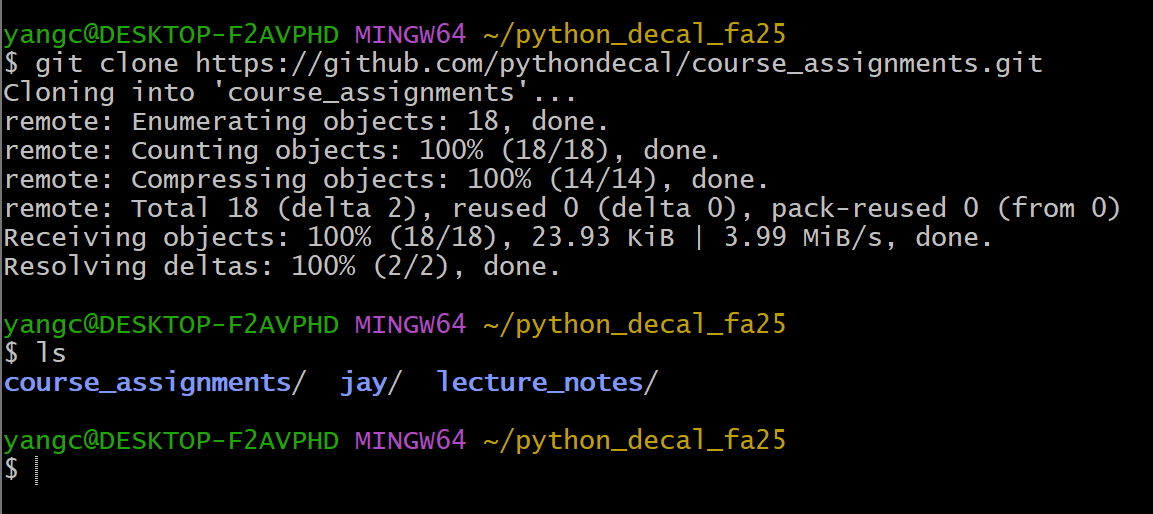 yangc@DESKTOP-F2AVPHD MINGW64 ~/python_decal_fa25
$ git clone https://github.com/pythondecal/course_assignments.git
Cloning into 'course_assignments'...
remote: Enumerating objects: 18, done.
remote: Counting objects: 100% (18/18), done.
remote: Compressing objects: 100% (14/14), done.
remote: Total 18 (delta 2), reused 0 (delta 0), pack-reused 0 (from 0)
Receiving objects: 100% (18/18), 23.93 KiB | 3.99 MiB/s, done.
Resolving deltas: 100% (2/2), done.
yangc@DESKTOP-F2AVPHD MINGW64 ~/python_decal_fa25
$ ls
course_assignments/  jay/  lecture_notes/
yangc@DESKTOP-F2AVPHD MINGW64 ~/python_decal_fa25
$